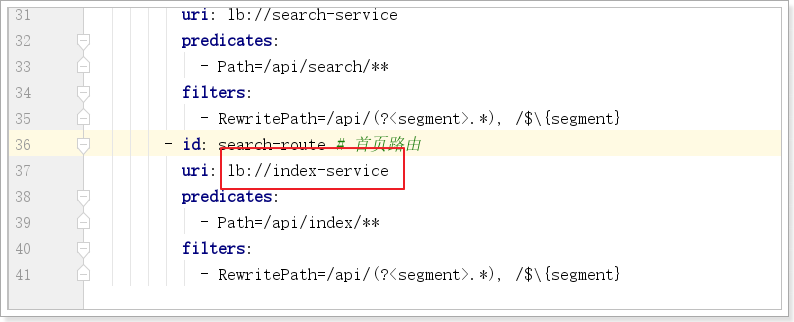 31 uri: lb://search-service
32 predicates:
33 - Path=/api/search/**
34 filters:
35 - RewritePath=/api/(?<segment>.*), /$\{segment}
36 - id: search-route # 首页路由
37 uri: lb://index-service
38 predicates:
39 - Path=/api/index/**
40 filters:
41 - RewritePath=/api/(?<segment>.*), /$\{segment}